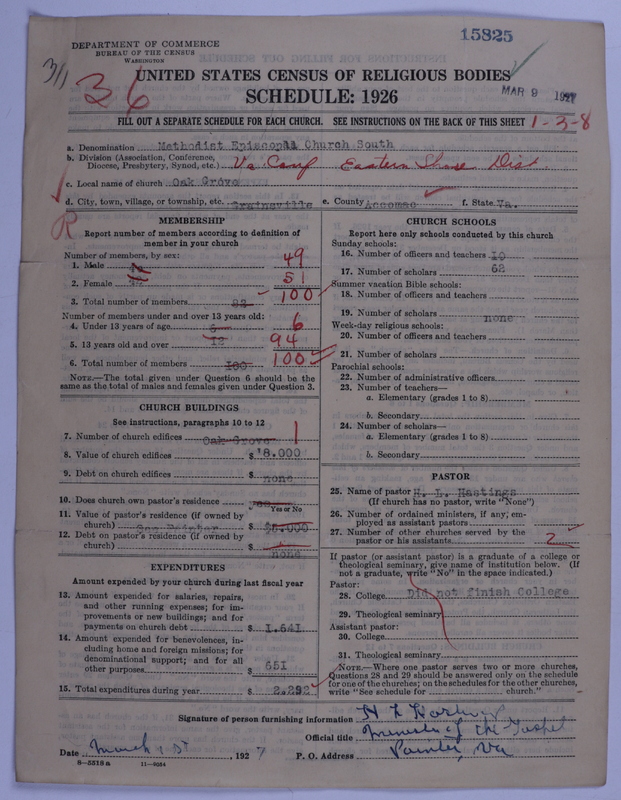 15825
DEPARTMENT OF COMMERCE
BUREAU OF THE CENSUS
WASHINGTON
36
UNITED STATES CENSUS OF RELIGIOUS BODIES
SCHEDULE: 1926
MAR 9 1927
FILL OUT A SEPARATE SCHEDULE FOR EACH CHURCH. SEE INSTRUCTIONS ON THE BACK OF THIS SHEET 1-3-8
a. Denomination Methodist Episcopal Church South
b. Division (Association, Conference, Diocese, Presbytery, Synod, etc.) Va Conf Eastern Shore Dist
c. Local name of church Oak Grove
d. City, town, village, or township, etc. e. County Accomac f. State Va.
R
MEMBERSHIP
Report number of members according to definition of
member in your church
Number of members, by sex:
1. Male 49
2. Female 51
3. Total number of members 100
Number of members under and over 13 years old:
4. Under 13 years of age 6 6
5. 13 years old and over 94
6. Total number of members 100 100
NOTE.—The total given under Question 6 should be the
same as the total of males and females given under Question 3.
CHURCH BUILDINGS
See instructions, paragraphs 10 to 12
7. Number of church edifices Oak Grove 1
8. Value of church edifices $ 8.000
9. Debt on church edifices $ none
10. Does church own pastor's residence
Yes or No
11. Value of pastor's residence (if owned by
church) See Painter $
12. Debt on pastor's residence (if owned by
church) $ none
EXPENDITURES
Amount expended by your church during last fiscal year
13. Amount expended for salaries, repairs,
and other running expenses; for im-
provements or new buildings; and for
payments on church debt $ 1.641
14. Amount expended for benevolences, in-
cluding home and foreign missions; for
denominational support; and for all
other purposes $ 651
15. Total expenditures during year $ 2.292
CHURCH SCHOOLS
Report here only schools conducted by this church
Sunday schools:
16. Number of officers and teachers 10
17. Number of scholars 62
Summer vacation Bible schools:
18. Number of officers and teachers
19. Number of scholars none
Week-day religious schools:
20. Number of officers and teachers
21. Number of scholars
Parochial schools:
22. Number of administrative officers
23. Number of teachers—
a. Elementary (grades 1 to 8)
b. Secondary
24. Number of scholars—
a. Elementary (grades 1 to 8)
b. Secondary
PASTOR
25. Name of pastor H. L. Hastings
(If church has no pastor, write "None")
26. Number of ordained ministers, if any, em-
ployed as assistant pastors
27. Number of other churches served by the
pastor or his assistants 2
If pastor (or assistant pastor) is a graduate of a college or
theological seminary, give name of institution below. (If
not a graduate, write "No" in the space indicated.)
Pastor:
28. College Did not finish College
29. Theological seminary
Assistant pastor:
30. College
31. Theological seminary
NOTE.—Where one pastor serves two or more churches,
Questions 28 and 29 should be answered only on the schedule
for one of the churches; on the schedules for the other churches,
write "See schedule for church."
Signature of person furnishing information H L Hastings
Official title Minister of the Gospel
Date March 1st 1927 P. O. Address Painter, Va
8-5518a 11-9564